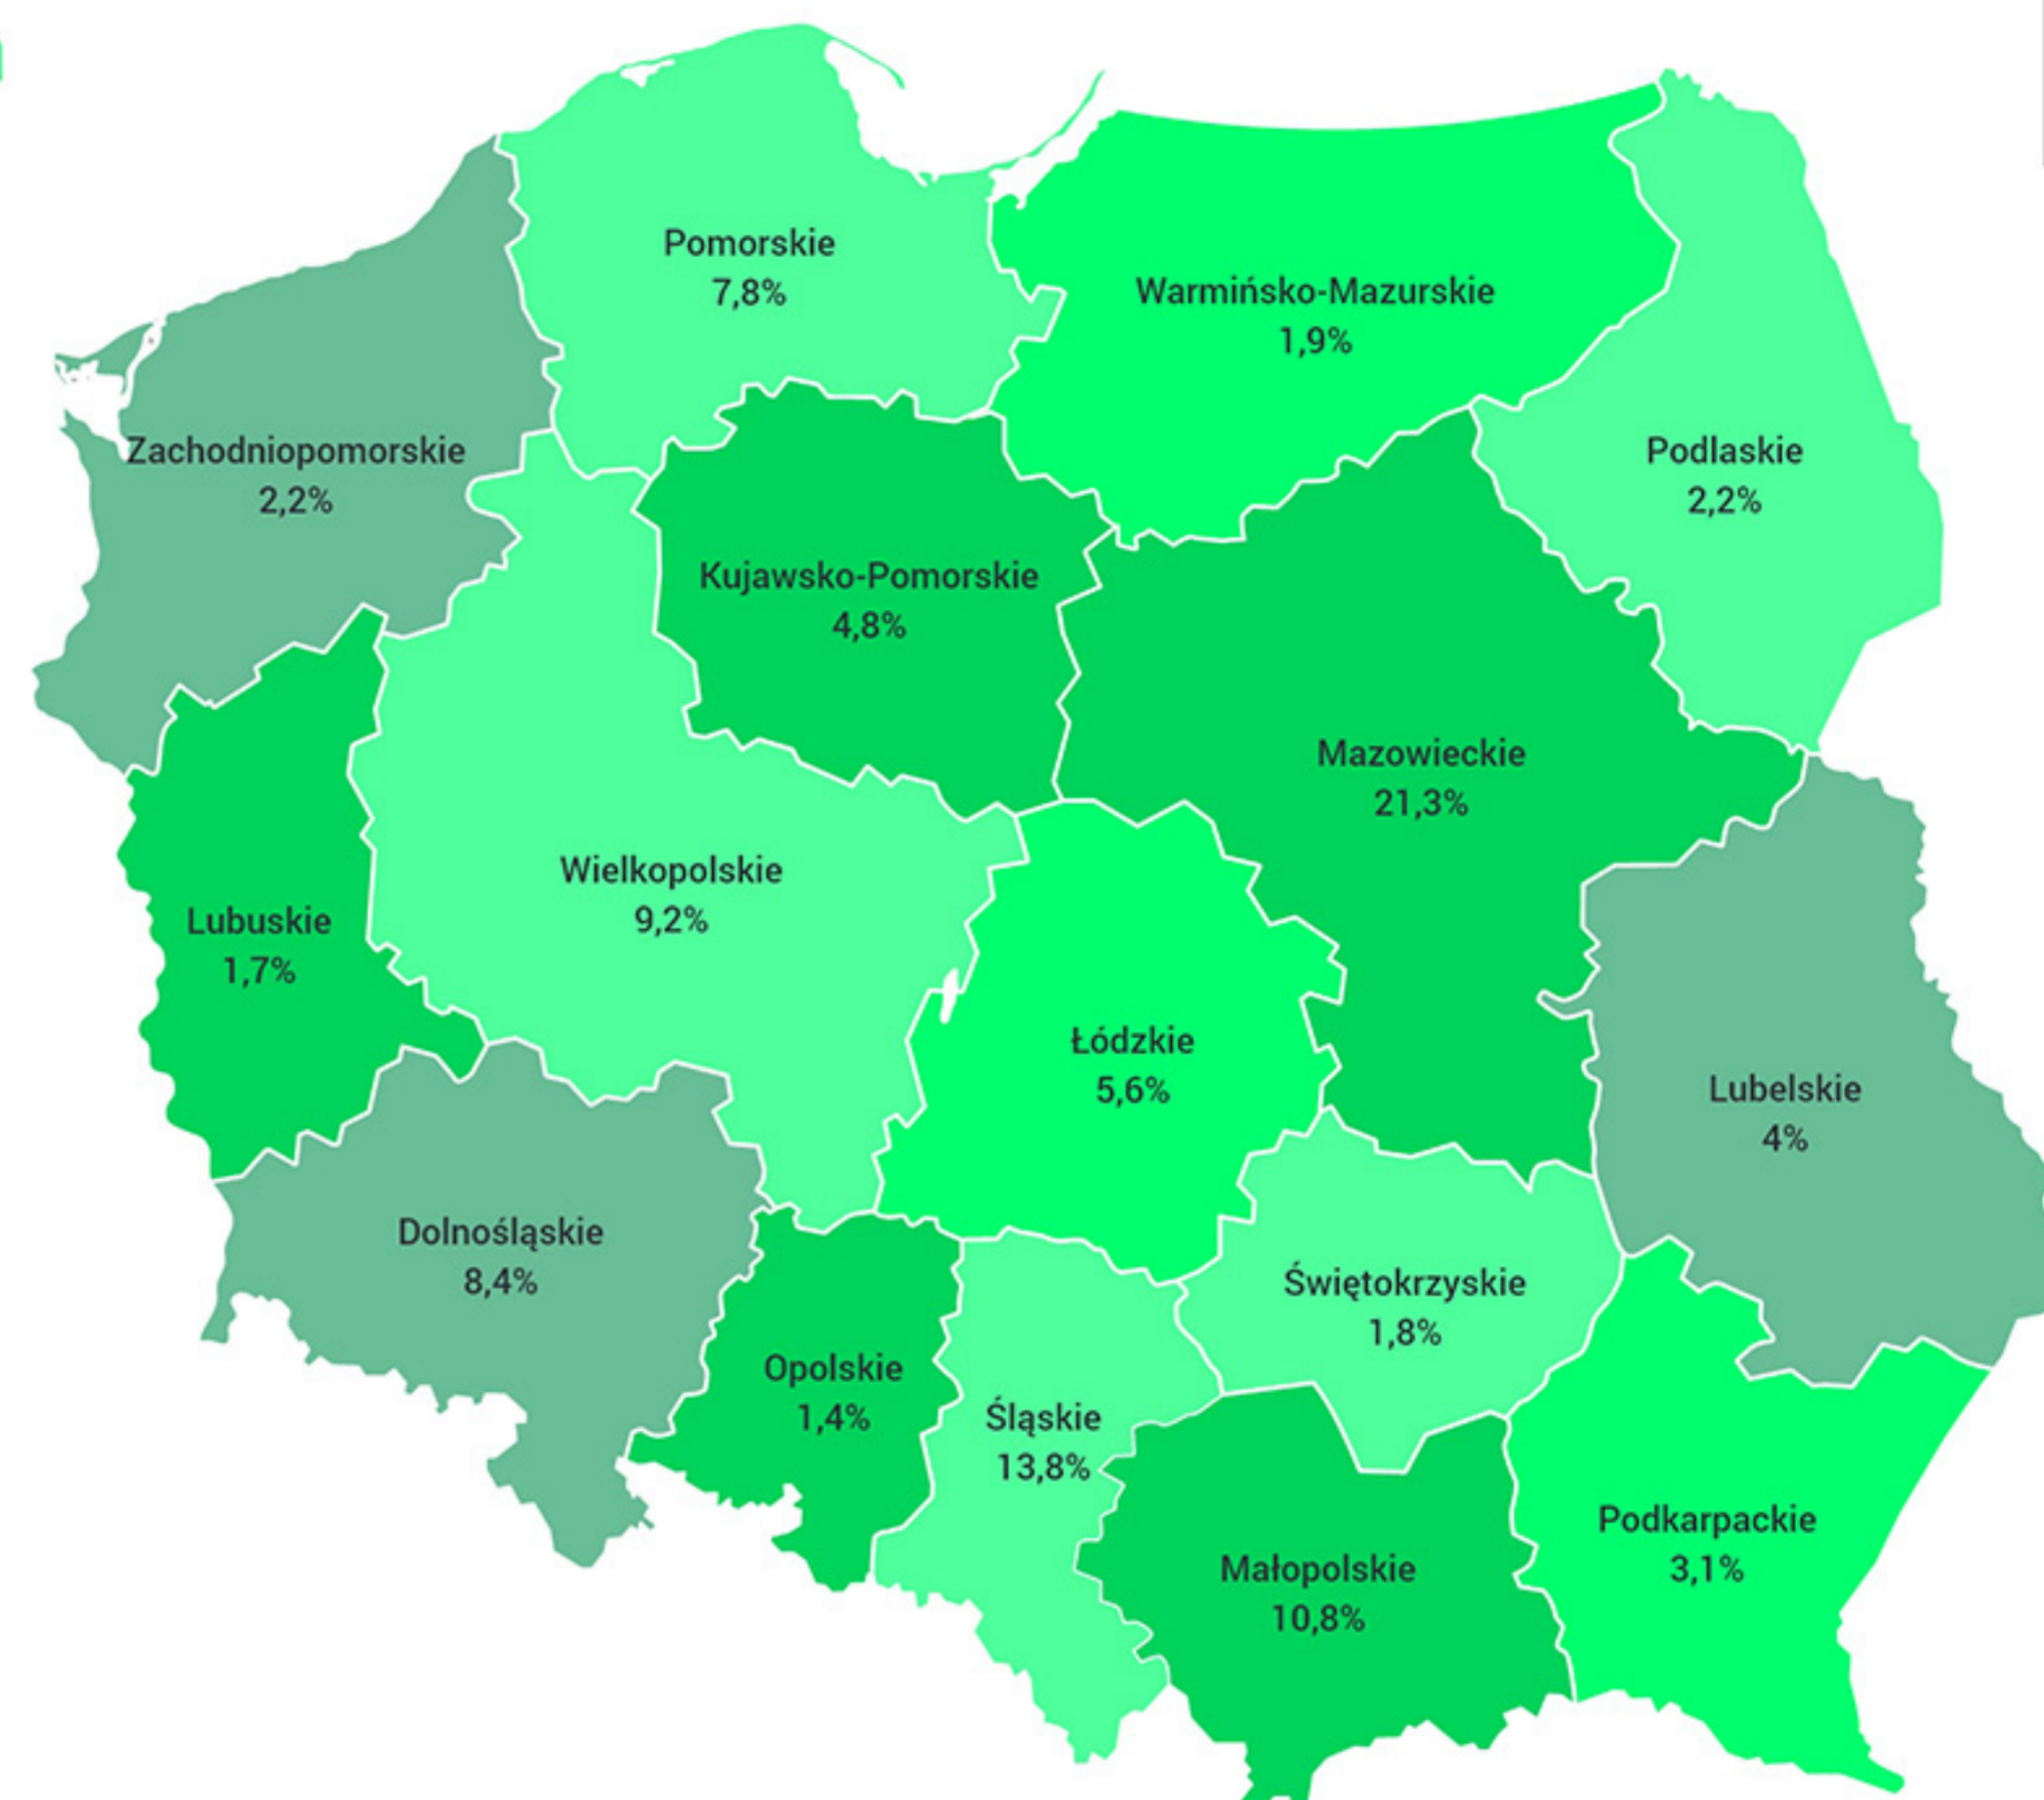 Pomorskie
7,8%
Warmińsko-Mazurskie
1,9%
Zachodniopomorskie
2,2%
Podlaskie
2,2%
Kujawsko-Pomorskie
4,8%
Mazowieckie
21,3%
Wielkopolskie
9,2%
Lubuskie
1,7%
Łódzkie
5,6%
Lubelskie
4%
Dolnośląskie
8,4%
Świętokrzyskie
1,8%
Opolskie
1,4%
Śląskie
13,8%
Podkarpackie
3,1%
Małopolskie
10,8%